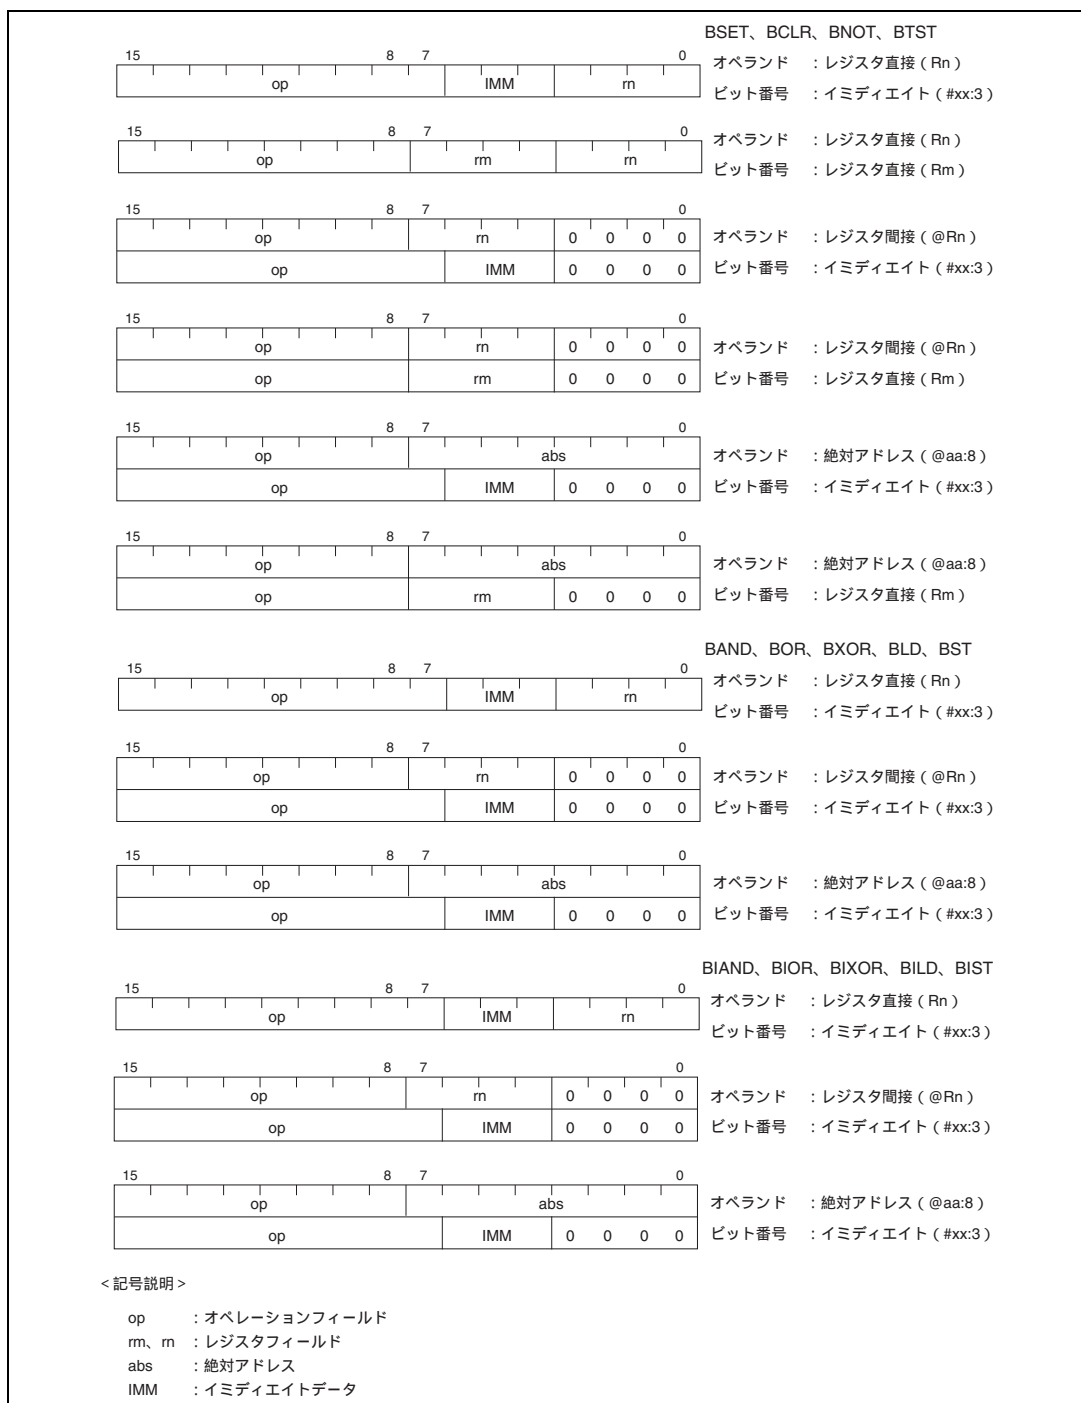 BSET、BCLR、BNOT、BTST
15 8 7 0
op IMM rn
オペランド :レジスタ直接(Rn)
ビット番号 :イミディエイト(#xx:3)
15 8 7 0
op rm rn
オペランド :レジスタ直接(Rn)
ビット番号 :レジスタ直接(Rm)
15 8 7 0
op rn 0 0 0 0 オペランド :レジスタ間接(@Rn)
op IMM 0 0 0 0 ビット番号 :イミディエイト(#xx:3)
15 8 7 0
op rn 0 0 0 0 オペランド :レジスタ間接(@Rn)
op rm 0 0 0 0 ビット番号 :レジスタ直接(Rm)
15 8 7 0
op abs オペランド :絶対アドレス(@aa:8)
op IMM 0 0 0 0 ビット番号 :イミディエイト(#xx:3)
15 8 7 0
op abs オペランド :絶対アドレス(@aa:8)
op rm 0 0 0 0 ビット番号 :レジスタ直接(Rm)
BAND、BOR、BXOR、BLD、BST
15 8 7 0
op IMM rn
オペランド :レジスタ直接(Rn)
ビット番号 :イミディエイト(#xx:3)
15 8 7 0
op rn 0 0 0 0 オペランド :レジスタ間接(@Rn)
op IMM 0 0 0 0 ビット番号 :イミディエイト(#xx:3)
15 8 7 0
op abs オペランド :絶対アドレス(@aa:8)
op IMM 0 0 0 0 ビット番号 :イミディエイト(#xx:3)
BIAND、BIOR、BIXOR、BILD、BIST
15 8 7 0
op IMM rn
オペランド :レジスタ直接(Rn)
ビット番号 :イミディエイト(#xx:3)
15 8 7 0
op rn 0 0 0 0 オペランド :レジスタ間接(@Rn)
op IMM 0 0 0 0 ビット番号 :イミディエイト(#xx:3)
15 8 7 0
op abs オペランド :絶対アドレス(@aa:8)
op IMM 0 0 0 0 ビット番号 :イミディエイト(#xx:3)
<記号説明>
op :オペレーションフィールド
rm、rn :レジスタフィールド
abs :絶対アドレス
IMM :イミディエイトデータ